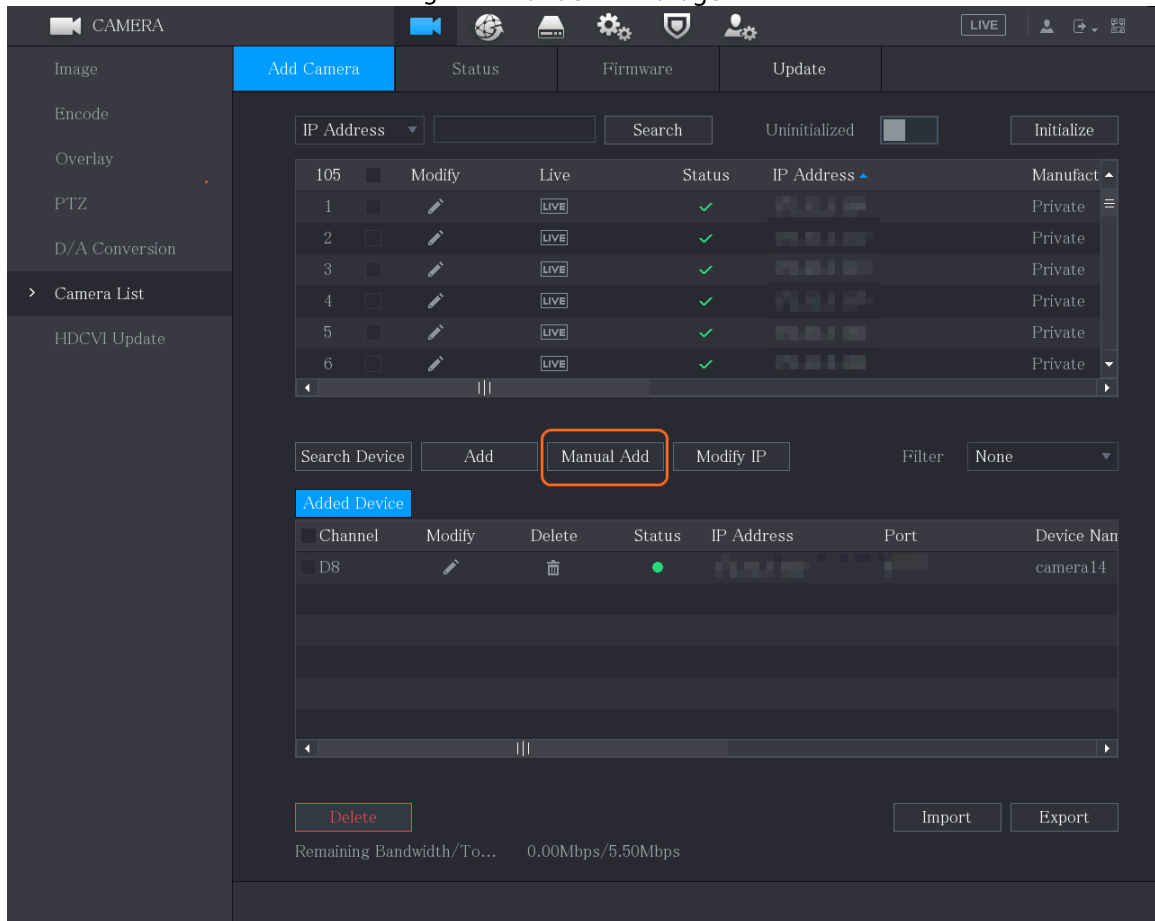 CAMERA LIVE
Image Add Camera Status Firmware Update
Encode
IP Address Search Uninitialized Initialize
Overlay
105 Modify Live Status IP Address Manufact
PTZ
1 LIVE Private
2 LIVE Private
D/A Conversion
3 LIVE Private
Camera List
4 LIVE Private
5 LIVE Private
HDCVI Update
6 LIVE Private
Search Device Add Manual Add Modify IP Filter None
Added Device
Channel Modify Delete Status IP Address Port Device Nam
D8 camera14
Delete Import Export
Remaining Bandwidth/To... 0.00Mbps/5.50Mbps